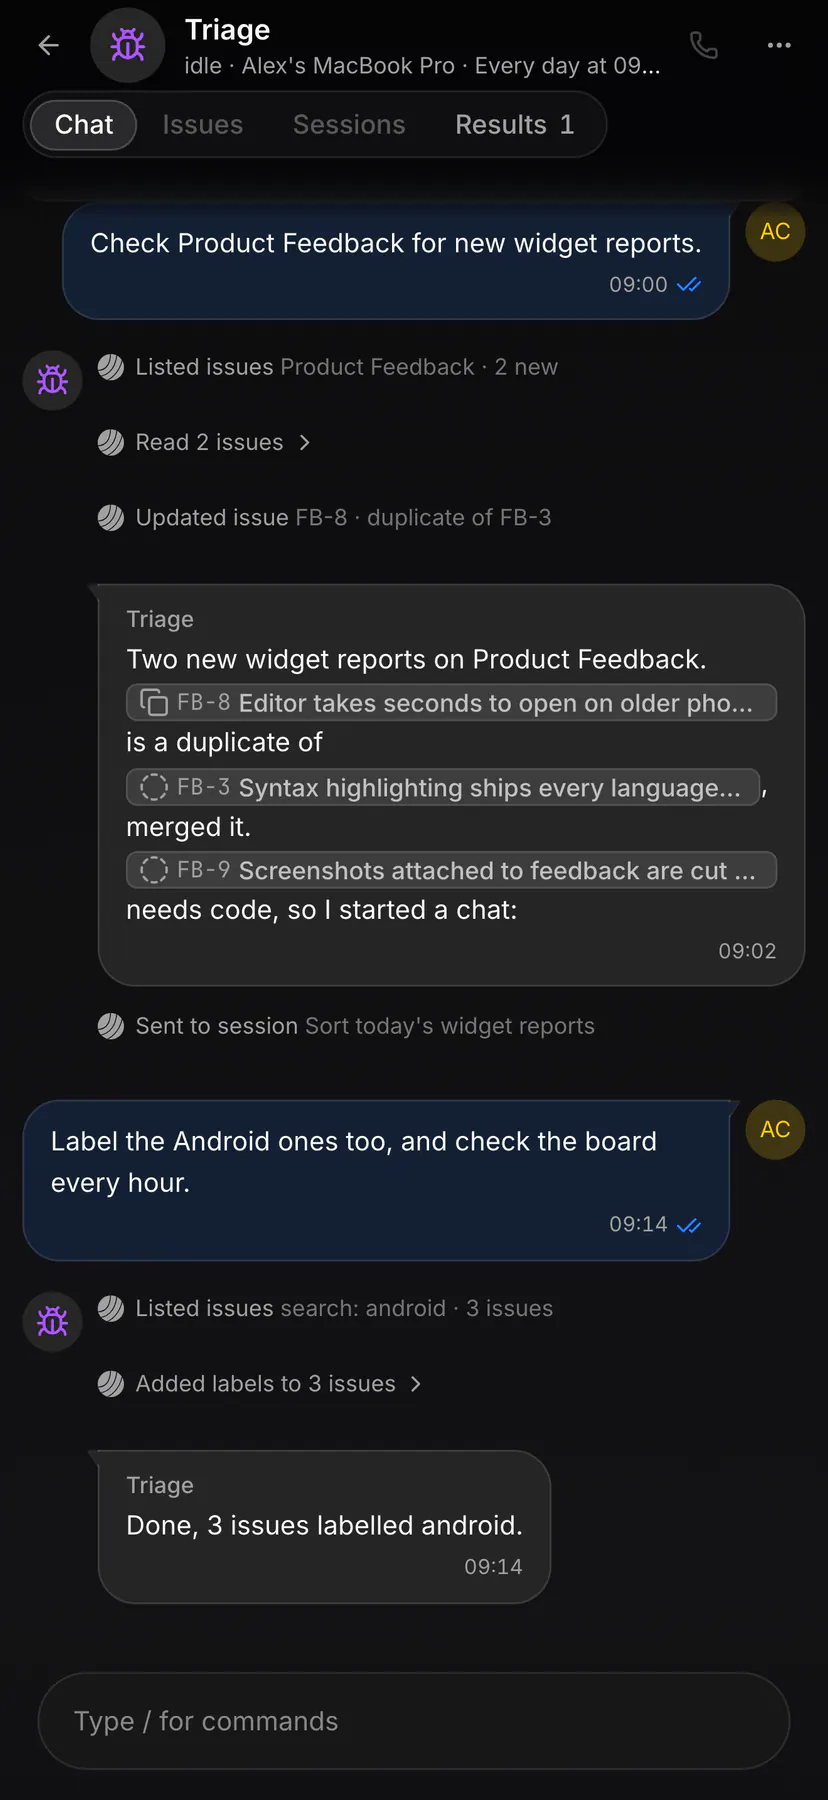 Triage
idle · Alex's MacBook Pro · Every day at 09...
Chat
Issues
Sessions
Results 1
Check Product Feedback for new widget reports.
AC
09:00
Listed issues Product Feedback · 2 new
Read 2 issues
Updated issue FB-8 · duplicate of FB-3
Triage
Two new widget reports on Product Feedback.
FB-8 Editor takes seconds to open on older pho...
is a duplicate of
FB-3 Syntax highlighting ships every language... ,
merged it.
FB-9 Screenshots attached to feedback are cut ...
needs code, so I started a chat:
09:02
Sent to session Sort today's widget reports
Label the Android ones too, and check the board
every hour.
AC
09:14
Listed issues search: android · 3 issues
Added labels to 3 issues
Triage
Done, 3 issues labelled android.
09:14
Type / for commands